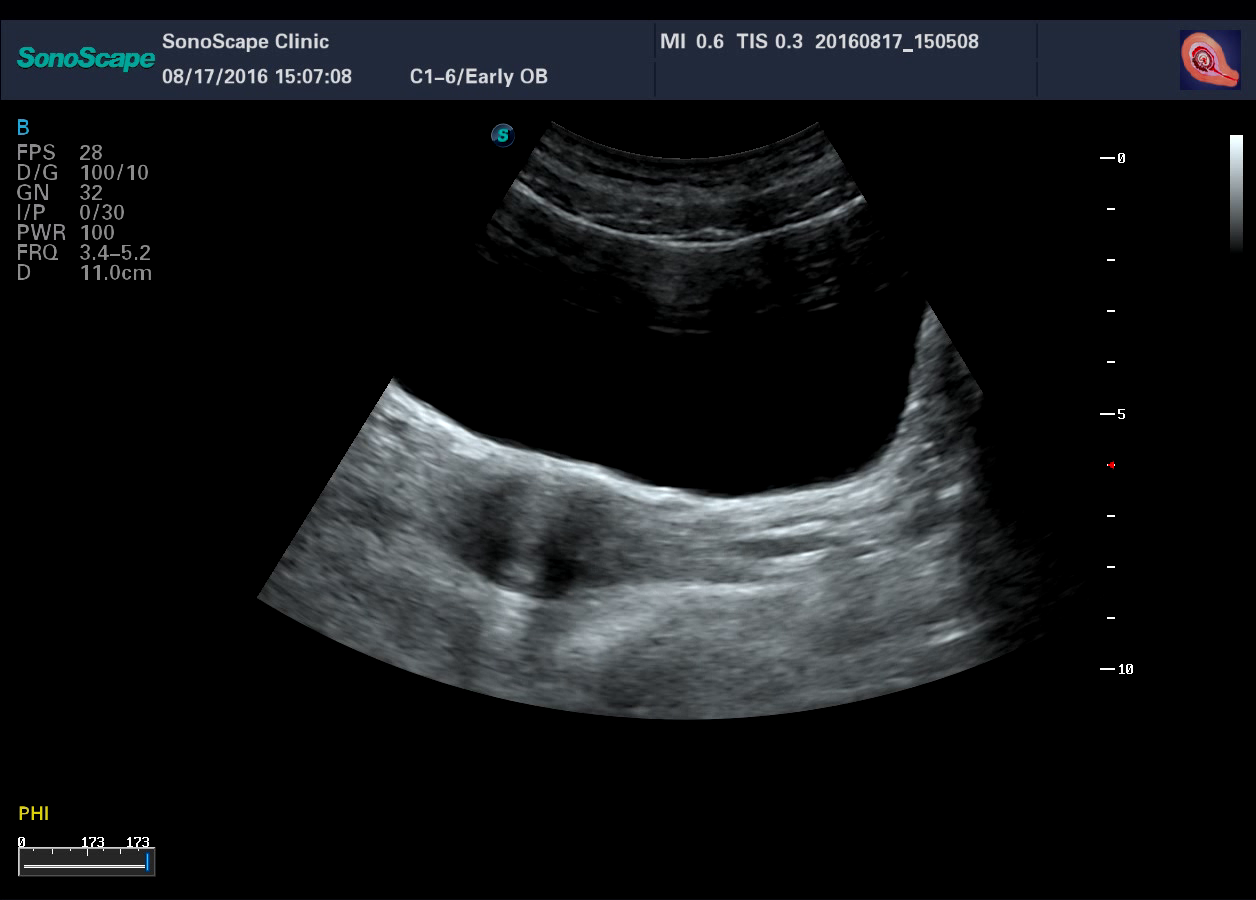 SonoScape
SonoScape Clinic
MI 0.6 TIS 0.3 20160817_150508
08/17/2016 15:07:08 C1-6/Early OB
B
S
FPS 28
D/G 100/10
GN 32
I/P 0/30
PWR 100
FRQ 3.4-5.2
D 11.0cm
0
5
10
PHI
0 173 173